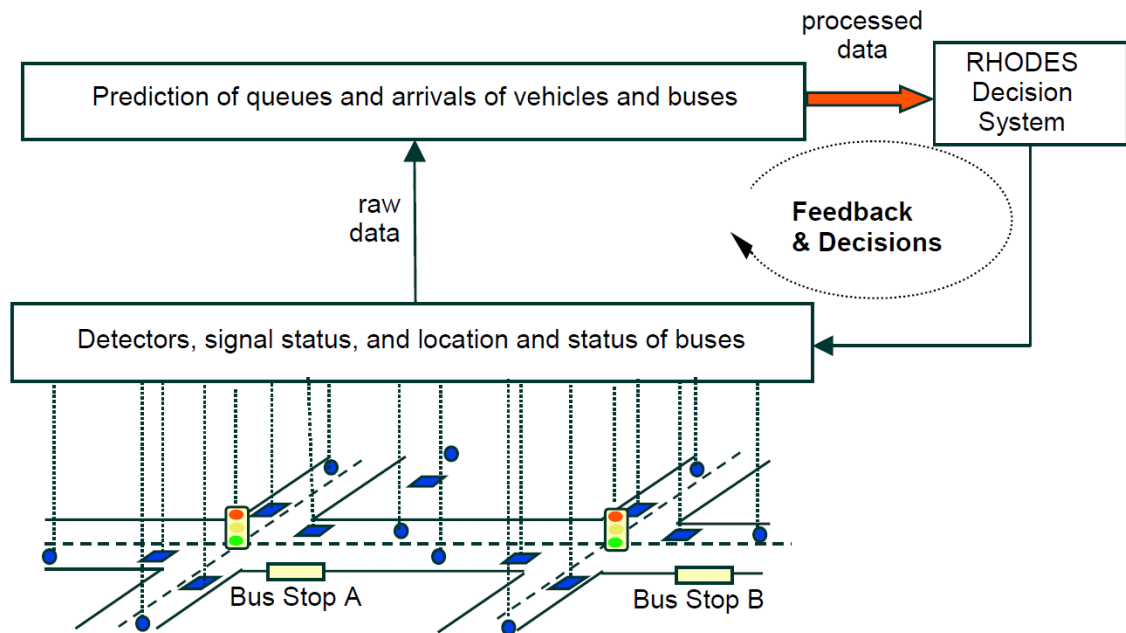 processed
data
Prediction of queues and arrivals of vehicles and buses
RHODES
Decision
System
raw
data
Feedback
& Decisions
Detectors, signal status, and location and status of buses
Bus Stop A
Bus Stop B